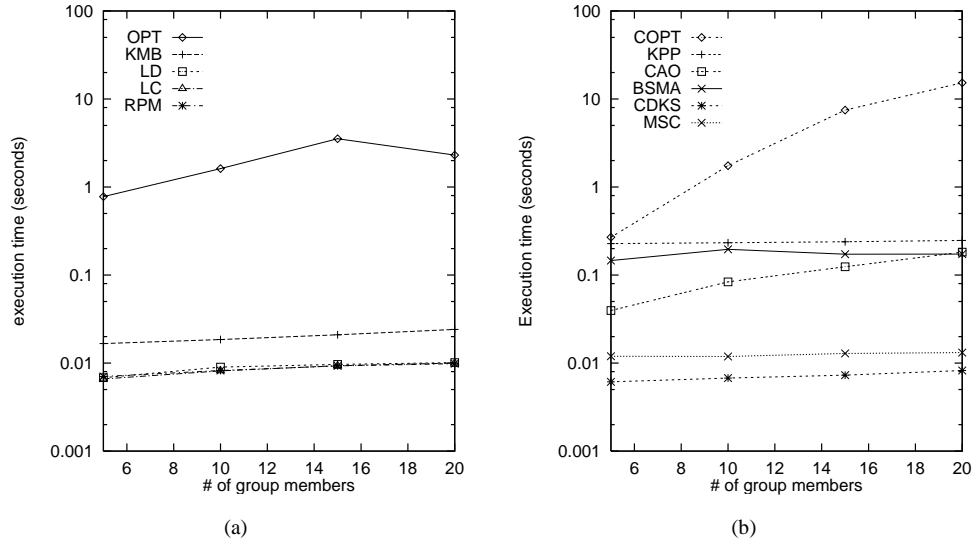 100
10
1
0.1
0.01
0.001
execution time (seconds)
OPT
KMB
LD
LC
RPM
6 8 10 12 14 16 18 20
# of group members
(a)
100
10
1
0.1
0.01
0.001
Execution time (seconds)
COPT
KPP
CAO
BSMA
CDKS
MSC
6 8 10 12 14 16 18 20
# of group members
(b)